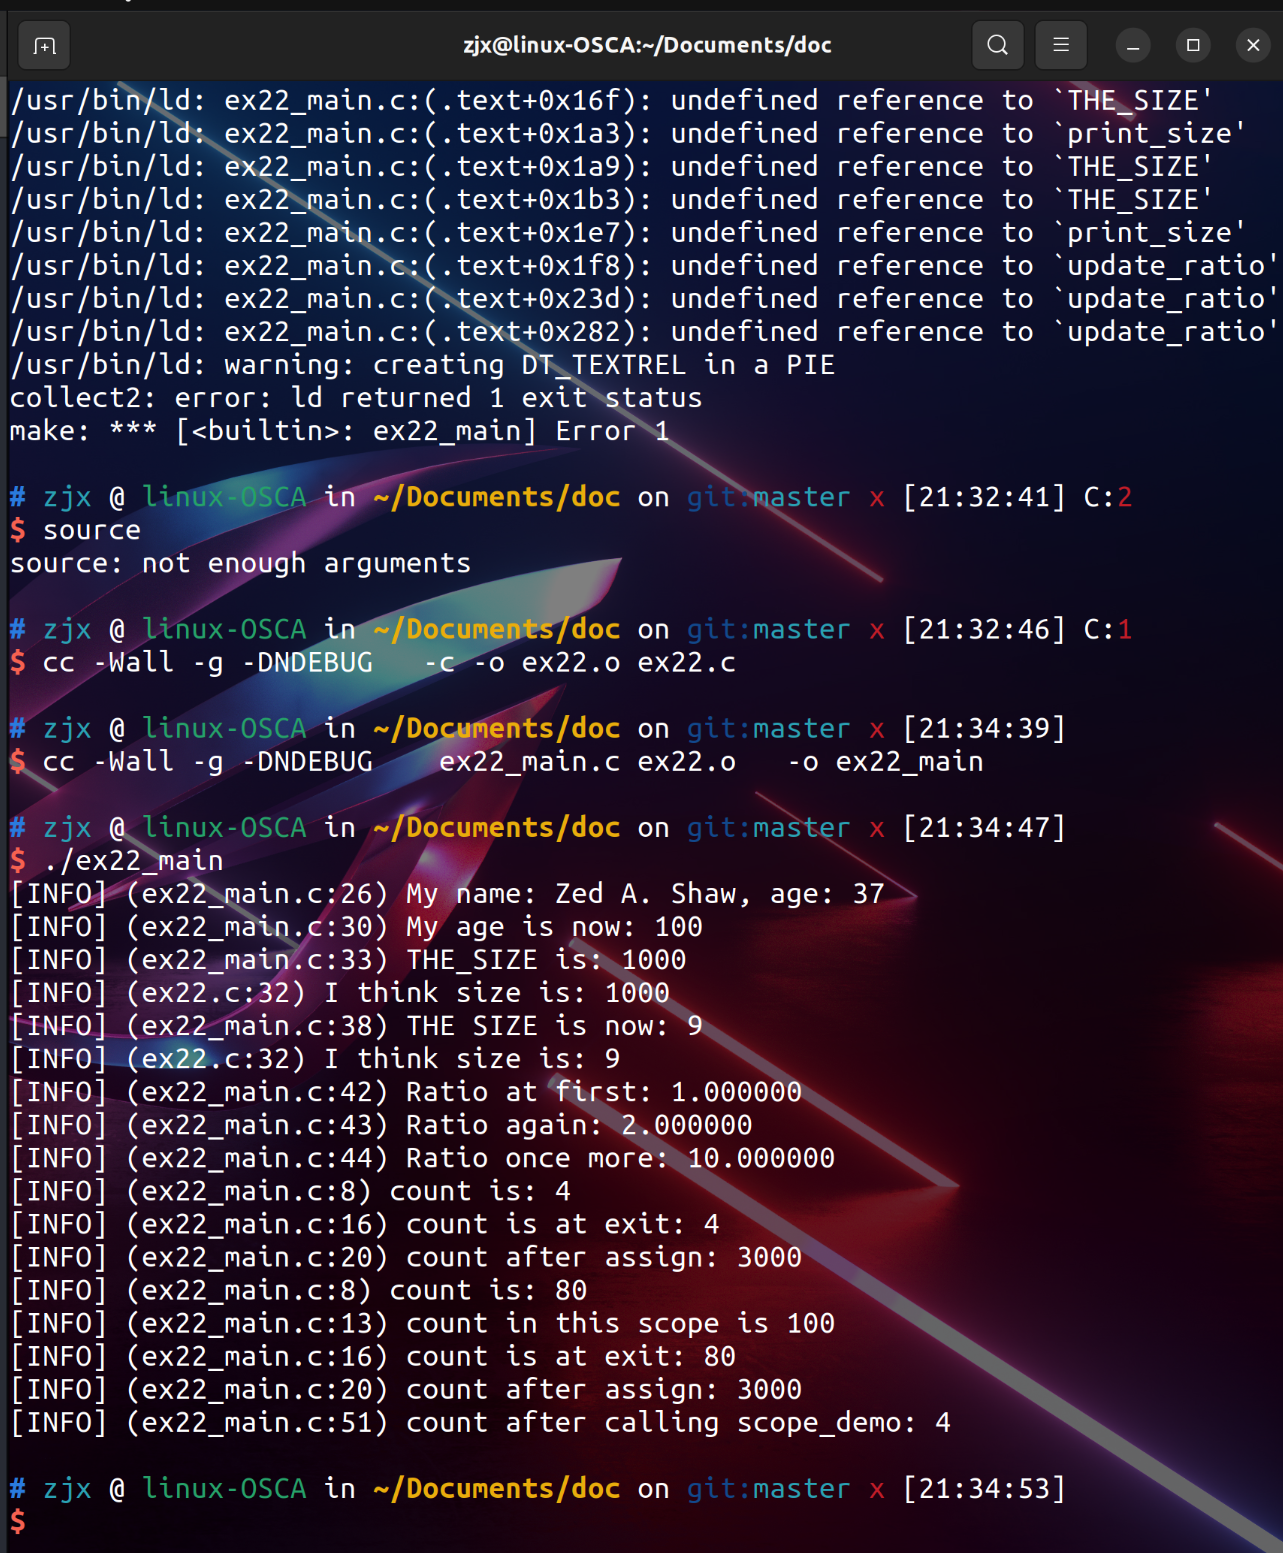 zjx@linux-OSCA:~/Documents/doc
/usr/bin/ld: ex22_main.c:(.text+0x16f): undefined reference to `THE_SIZE'
/usr/bin/ld: ex22_main.c:(.text+0x1a3): undefined reference to `print_size'
/usr/bin/ld: ex22_main.c:(.text+0x1a9): undefined reference to `THE_SIZE'
/usr/bin/ld: ex22_main.c:(.text+0x1b3): undefined reference to `THE_SIZE'
/usr/bin/ld: ex22_main.c:(.text+0x1e7): undefined reference to `print_size'
/usr/bin/ld: ex22_main.c:(.text+0x1f8): undefined reference to `update_ratio'
/usr/bin/ld: ex22_main.c:(.text+0x23d): undefined reference to `update_ratio'
/usr/bin/ld: ex22_main.c:(.text+0x282): undefined reference to `update_ratio'
/usr/bin/ld: warning: creating DT_TEXTREL in a PIE
collect2: error: ld returned 1 exit status
make: *** [<builtin>: ex22_main] Error 1
# zjx @ linux-OSCA in ~/Documents/doc on git:master x [21:32:41] C:2
$ source
source: not enough arguments
# zjx @ linux-OSCA in ~/Documents/doc on git:master x [21:32:46] C:1
$ cc -Wall -g -DNDEBUG   -c -o ex22.o ex22.c
# zjx @ linux-OSCA in ~/Documents/doc on git:master x [21:34:39]
$ cc -Wall -g -DNDEBUG    ex22_main.c ex22.o   -o ex22_main
# zjx @ linux-OSCA in ~/Documents/doc on git:master x [21:34:47]
$ ./ex22_main
[INFO] (ex22_main.c:26) My name: Zed A. Shaw, age: 37
[INFO] (ex22_main.c:30) My age is now: 100
[INFO] (ex22_main.c:33) THE_SIZE is: 1000
[INFO] (ex22.c:32) I think size is: 1000
[INFO] (ex22_main.c:38) THE SIZE is now: 9
[INFO] (ex22.c:32) I think size is: 9
[INFO] (ex22_main.c:42) Ratio at first: 1.000000
[INFO] (ex22_main.c:43) Ratio again: 2.000000
[INFO] (ex22_main.c:44) Ratio once more: 10.000000
[INFO] (ex22_main.c:8) count is: 4
[INFO] (ex22_main.c:16) count is at exit: 4
[INFO] (ex22_main.c:20) count after assign: 3000
[INFO] (ex22_main.c:8) count is: 80
[INFO] (ex22_main.c:13) count in this scope is 100
[INFO] (ex22_main.c:16) count is at exit: 80
[INFO] (ex22_main.c:20) count after assign: 3000
[INFO] (ex22_main.c:51) count after calling scope_demo: 4
# zjx @ linux-OSCA in ~/Documents/doc on git:master x [21:34:53]
$